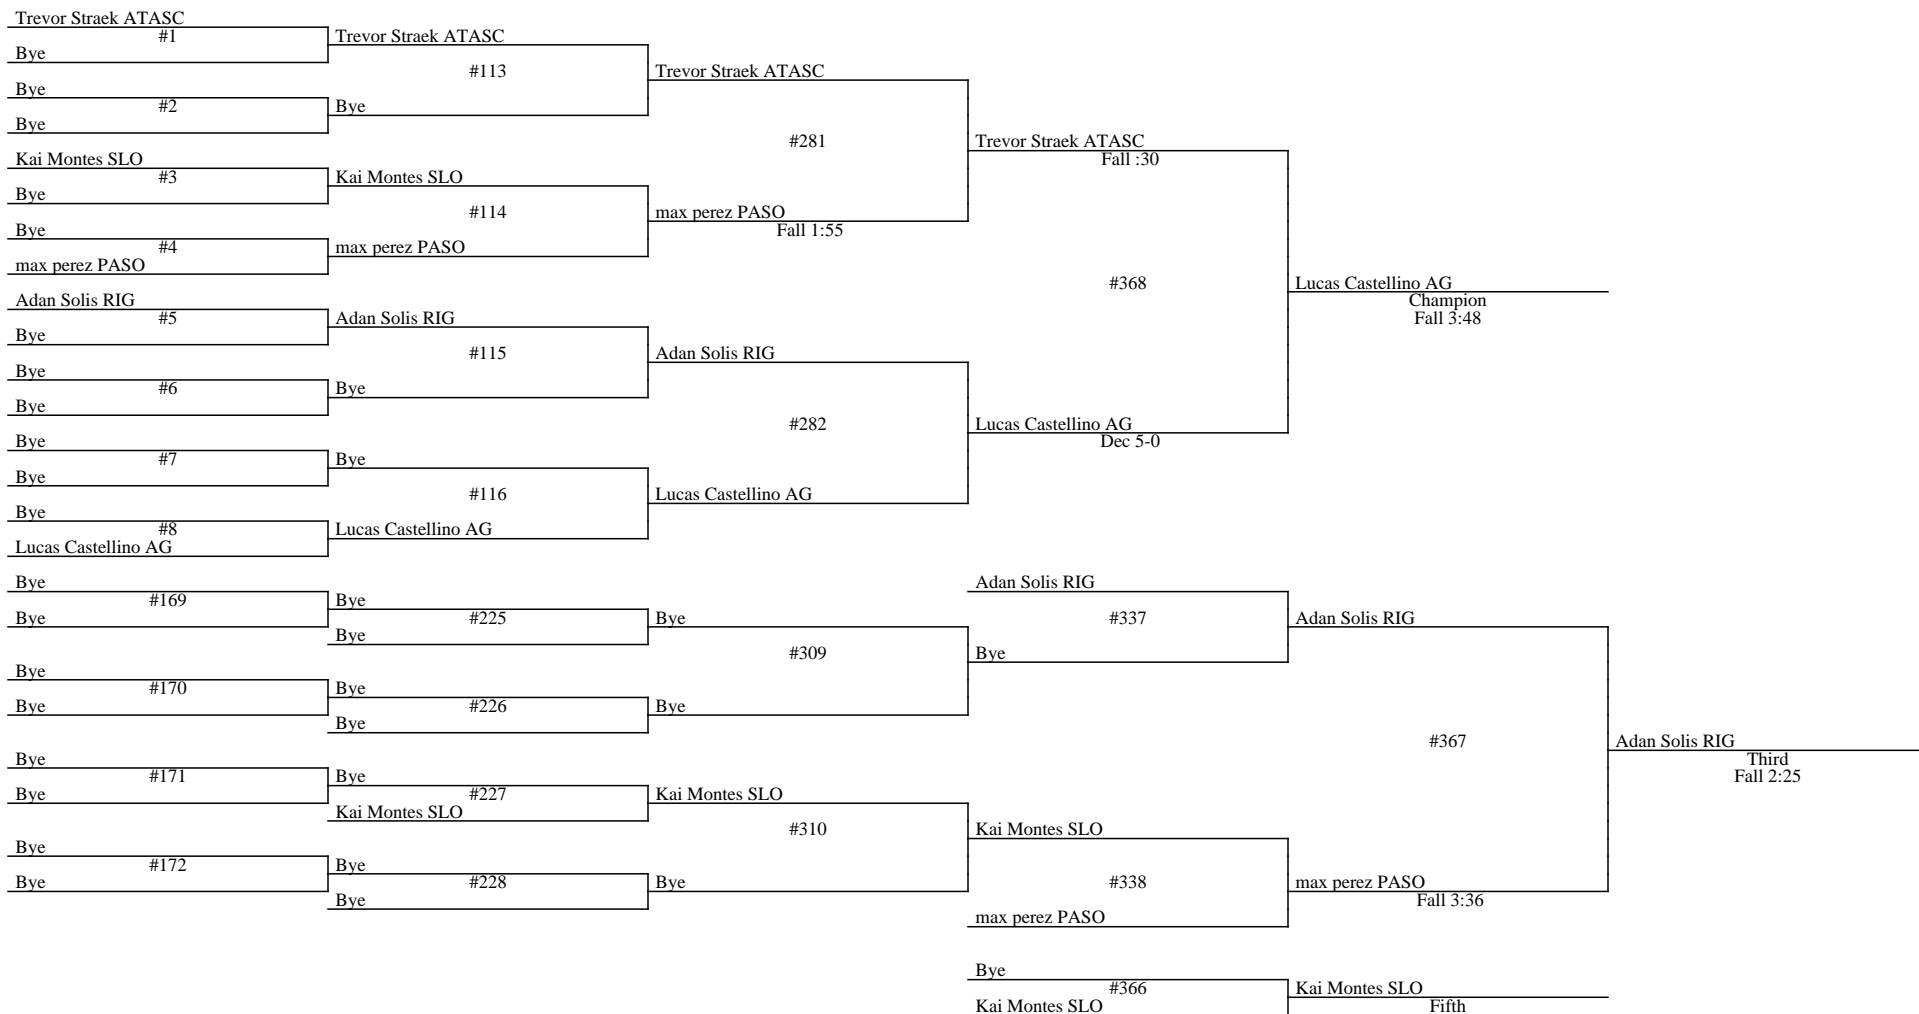 Trevor Straek ATASC
#1
Bye
Trevor Straek ATASC
#113
Trevor Straek ATASC
Bye
#2
Bye
Bye
#281
Trevor Straek ATASC
Fall :30
Kai Montes SLO
#3
Bye
Kai Montes SLO
#114
max perez PASO
Fall 1:55
Bye
#4
max perez PASO
max perez PASO
#368
Lucas Castellino AG
Champion
Fall 3:48
Adan Solis RIG
#5
Bye
Adan Solis RIG
#115
Adan Solis RIG
Bye
#6
Bye
Bye
#282
Lucas Castellino AG
Dec 5-0
Bye
#7
Bye
Bye
#116
Lucas Castellino AG
Bye
#8
Lucas Castellino AG
Lucas Castellino AG
Bye
#169
Bye
Bye
#225
Bye
Bye
#309
Adan Solis RIG
#337
Bye
Adan Solis RIG
Bye
#170
Bye
Bye
#226
Bye
Bye
#367
Adan Solis RIG
Third
Fall 2:25
Bye
#171
Bye
Bye
#227
Kai Montes SLO
Kai Montes SLO
#310
Kai Montes SLO
#338
max perez PASO
max perez PASO
Fall 3:36
Bye
#172
Bye
Bye
#228
Bye
Bye
Bye
#366
Kai Montes SLO
Kai Montes SLO
Fifth